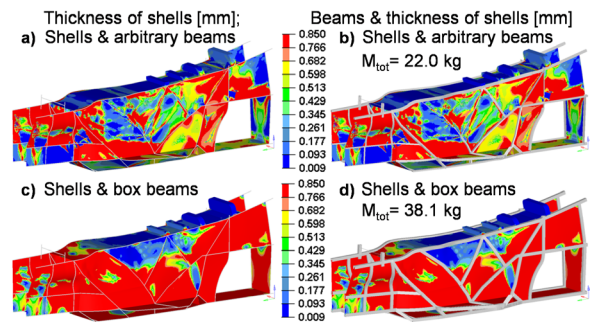 Thickness of shells [mm];
Beams & thickness of shells [mm]
a) Shells & arbitrary beams
b) Shells & arbitrary beams
Mtot= 22.0 kg
0.850
0.766
0.682
0.598
0.513
0.429
0.345
0.261
0.177
0.093
0.009
0.850
0.766
0.682
0.598
0.513
0.429
0.345
0.261
0.177
0.093
0.009
c) Shells & box beams
d) Shells & box beams
Mtot= 38.1 kg